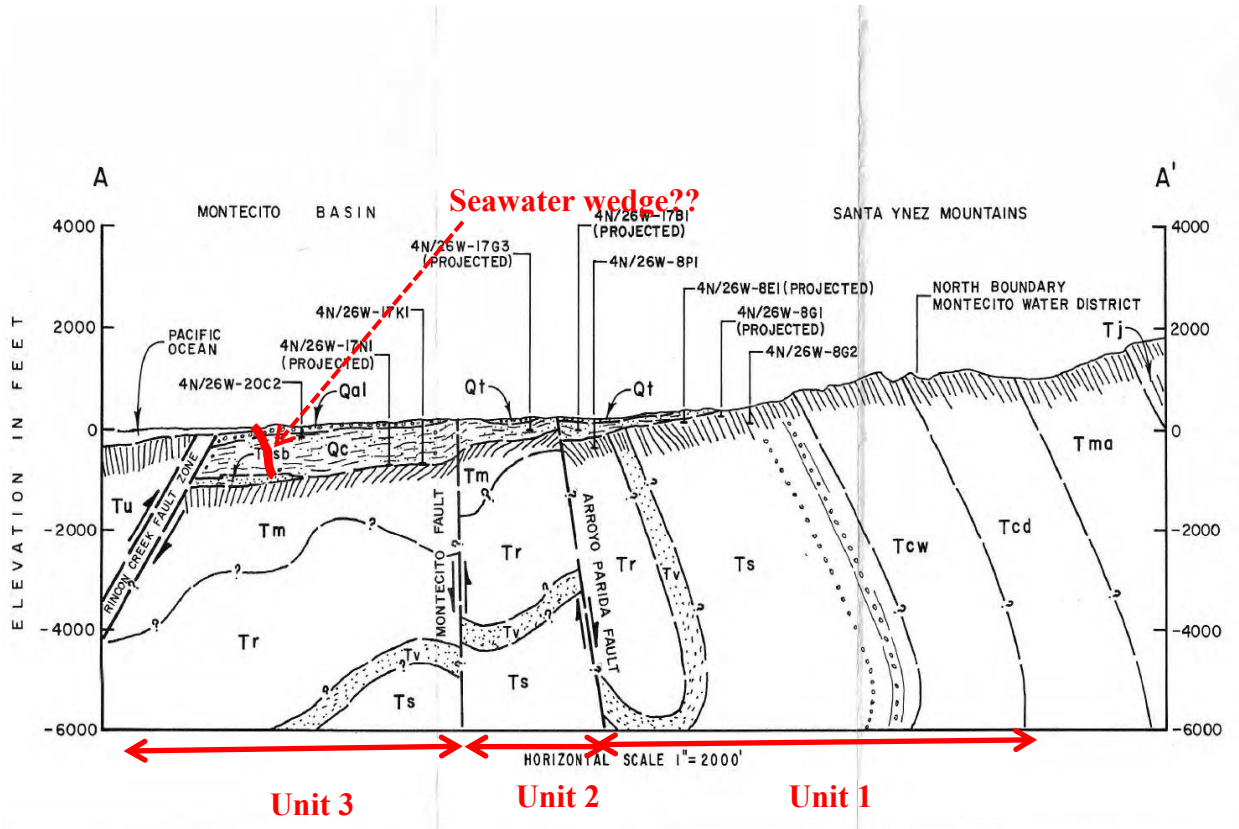 A
A'
Seawater wedge??
MONTECITO BASIN
SANTA YNEZ MOUNTAINS
4000
4N/26W-17B1
(PROJECTED)
4000
4N/26W-17G3
(PROJECTED)
4N/26W-8P1
4N/26W-8E1(PROJECTED)
NORTH BOUNDARY
MONTECITO WATER DISTRICT
4N/26W-17K1
4N/26W-8G1
(PROJECTED)
2000
Tj
2000
PACIFIC
OCEAN
4N/26W-17N1
(PROJECTED)
4N/26W-8G2
4N/26W-20C2
Qal
Qt
Qt
ELEVATION IN FEET
0
0
Qc
Tma
Tm
Tu
RINCON CREEK FAULT ZONE
Tm
MONTECITO FAULT
ARROYO PARIDA FAULT
-2000
-2000
Tr
Tr
Tv
Ts
Tcw
Tcd
?
?
?
?
?
?
?
?
?
?
-4000
-4000
Tr
Tv
Tv
Ts
Ts
-6000
-6000
HORIZONTAL SCALE 1"=2000'
Unit 3
Unit 2
Unit 1